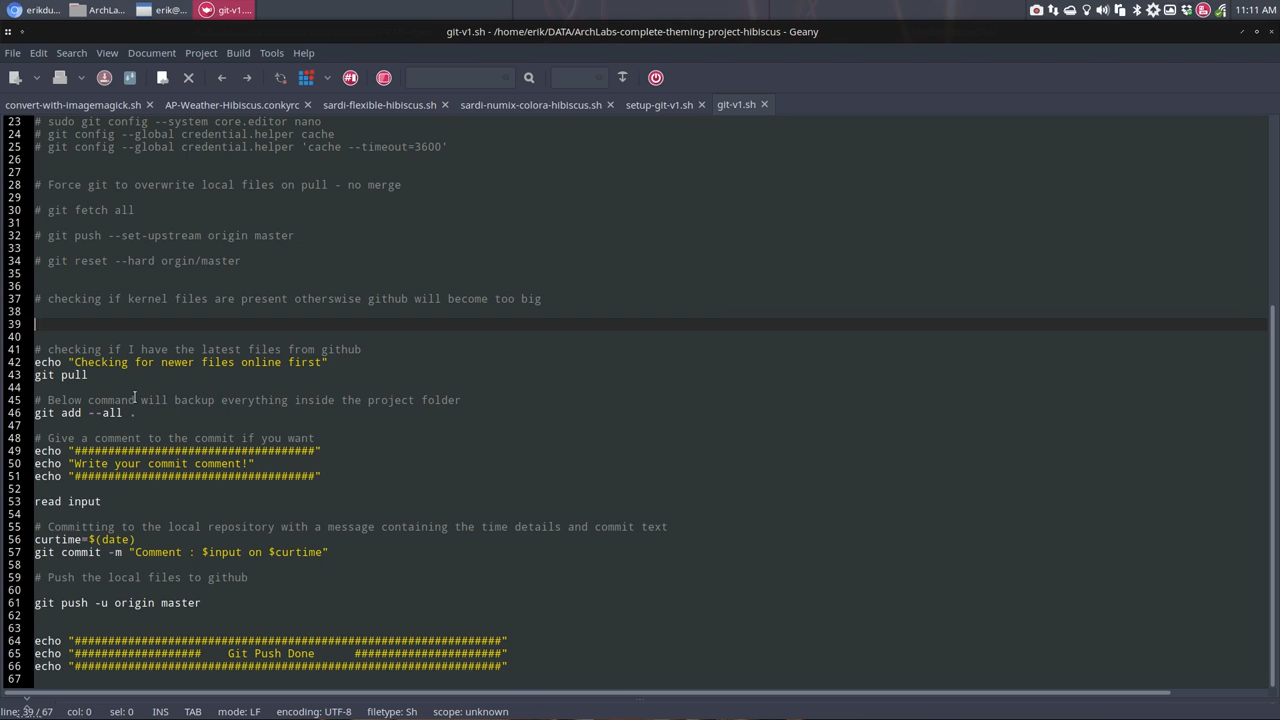 erikdu...
ArchLa...
erik@...
git-v1....
11:11 AM
git-v1.sh - /home/erik/DATA/ArchLabs-complete-theming-project-hibiscus - Geany
File Edit Search View Document Project Build Tools Help
convert-with-imagemagick.sh AP-Weather-Hibiscus.conkyrc sardi-flexible-hibiscus.sh sardi-numix-colora-hibiscus.sh setup-git-v1.sh git-v1.sh
23 # sudo git config --system core.editor nano
24 # git config --global credential.helper cache
25 # git config --global credential.helper 'cache --timeout=3600'
26
27
28 # Force git to overwrite local files on pull - no merge
29
30 # git fetch all
31
32 # git push --set-upstream origin master
33
34 # git reset --hard orgin/master
35
36
37 # checking if kernel files are present otherswise github will become too big
38
39
40
41 # checking if I have the latest files from github
42 echo "Checking for newer files online first"
43 git pull
44
45 # Below command will backup everything inside the project folder
46 git add --all .
47
48 # Give a comment to the commit if you want
49 echo "####################################"
50 echo "Write your commit comment!"
51 echo "####################################"
52
53 read input
54
55 # Committing to the local repository with a message containing the time details and commit text
56 curtime=$(date)
57 git commit -m "Comment : $input on $curtime"
58
59 # Push the local files to github
60
61 git push -u origin master
62
63
64 echo "################################################################"
65 echo "###################    Git Push Done      ######################"
66 echo "################################################################"
67
line: 39 / 67 col: 0 sel: 0 INS TAB mode: LF encoding: UTF-8 filetype: Sh scope: unknown